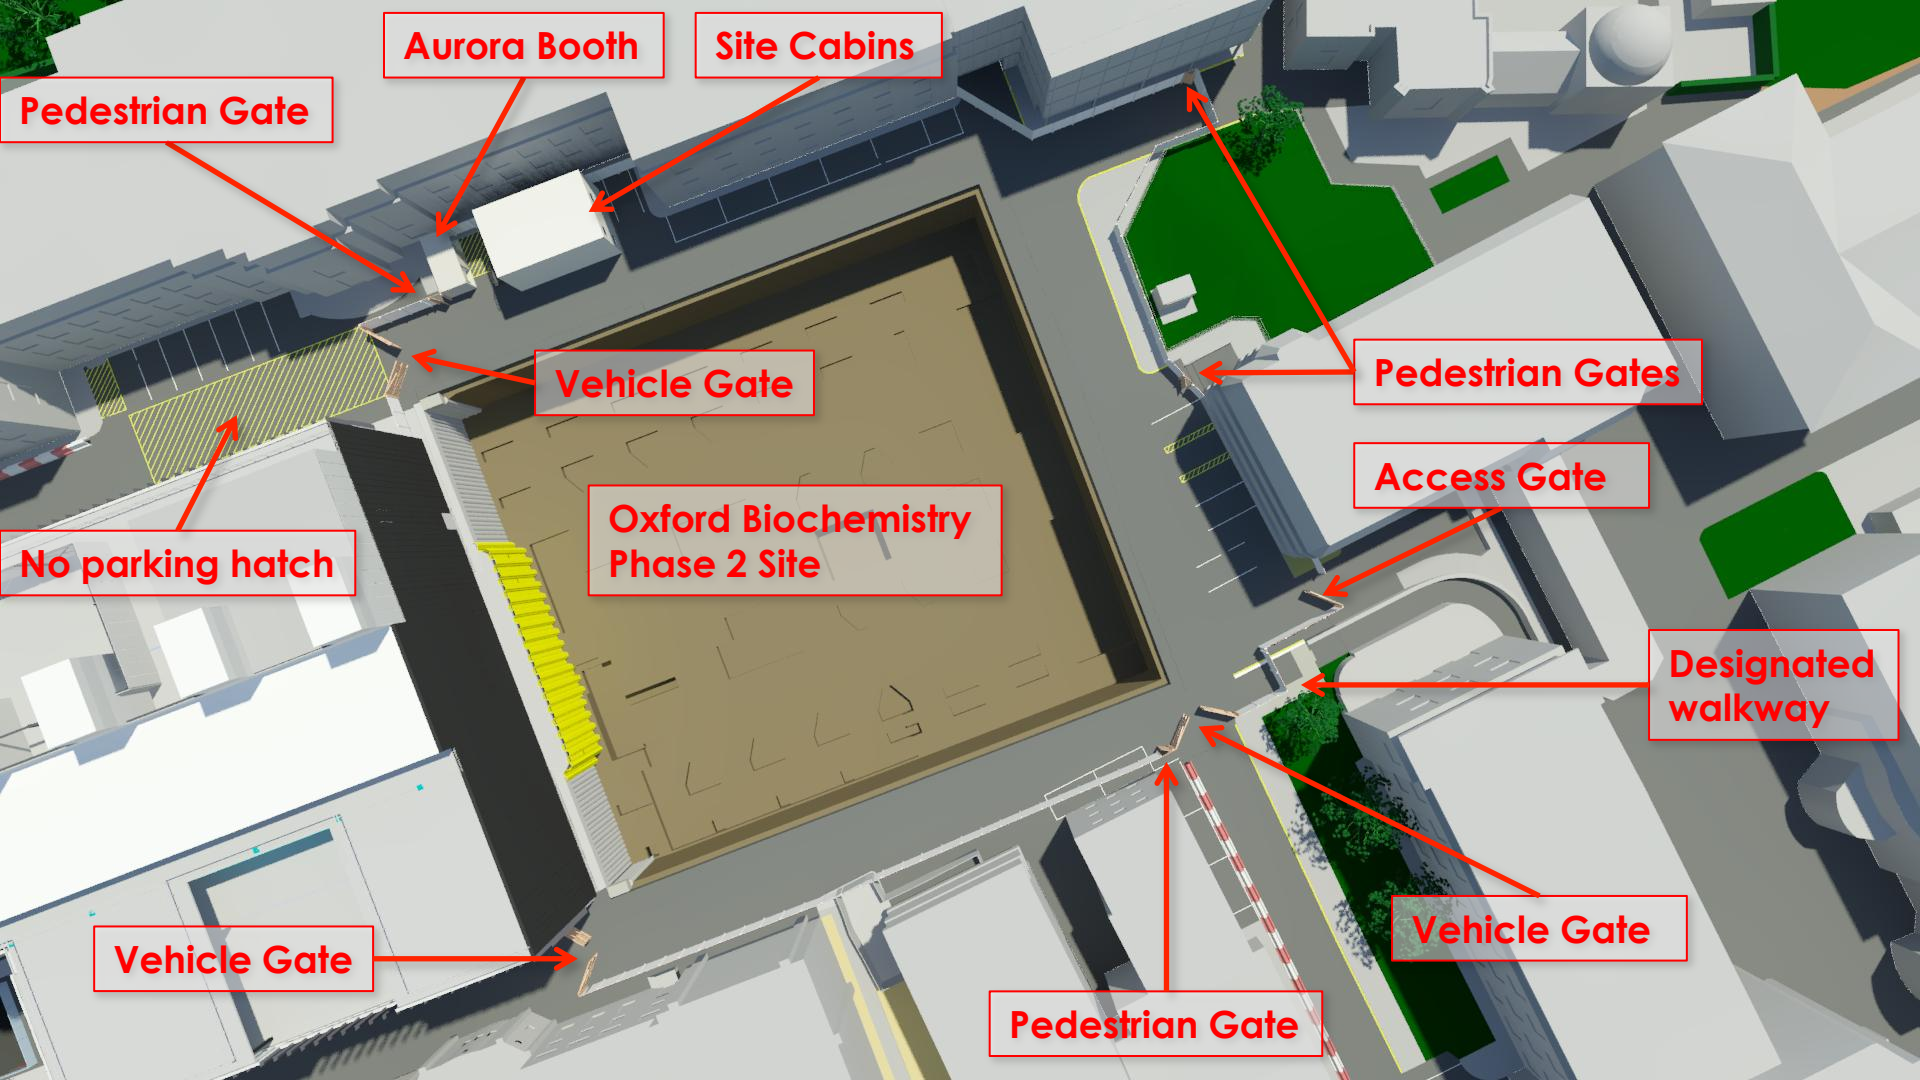 Aurora Booth
Site Cabins
Pedestrian Gate
Vehicle Gate
Pedestrian Gates
Access Gate
Oxford Biochemistry
Phase 2 Site
No parking hatch
Designated
walkway
Vehicle Gate
Vehicle Gate
Pedestrian Gate